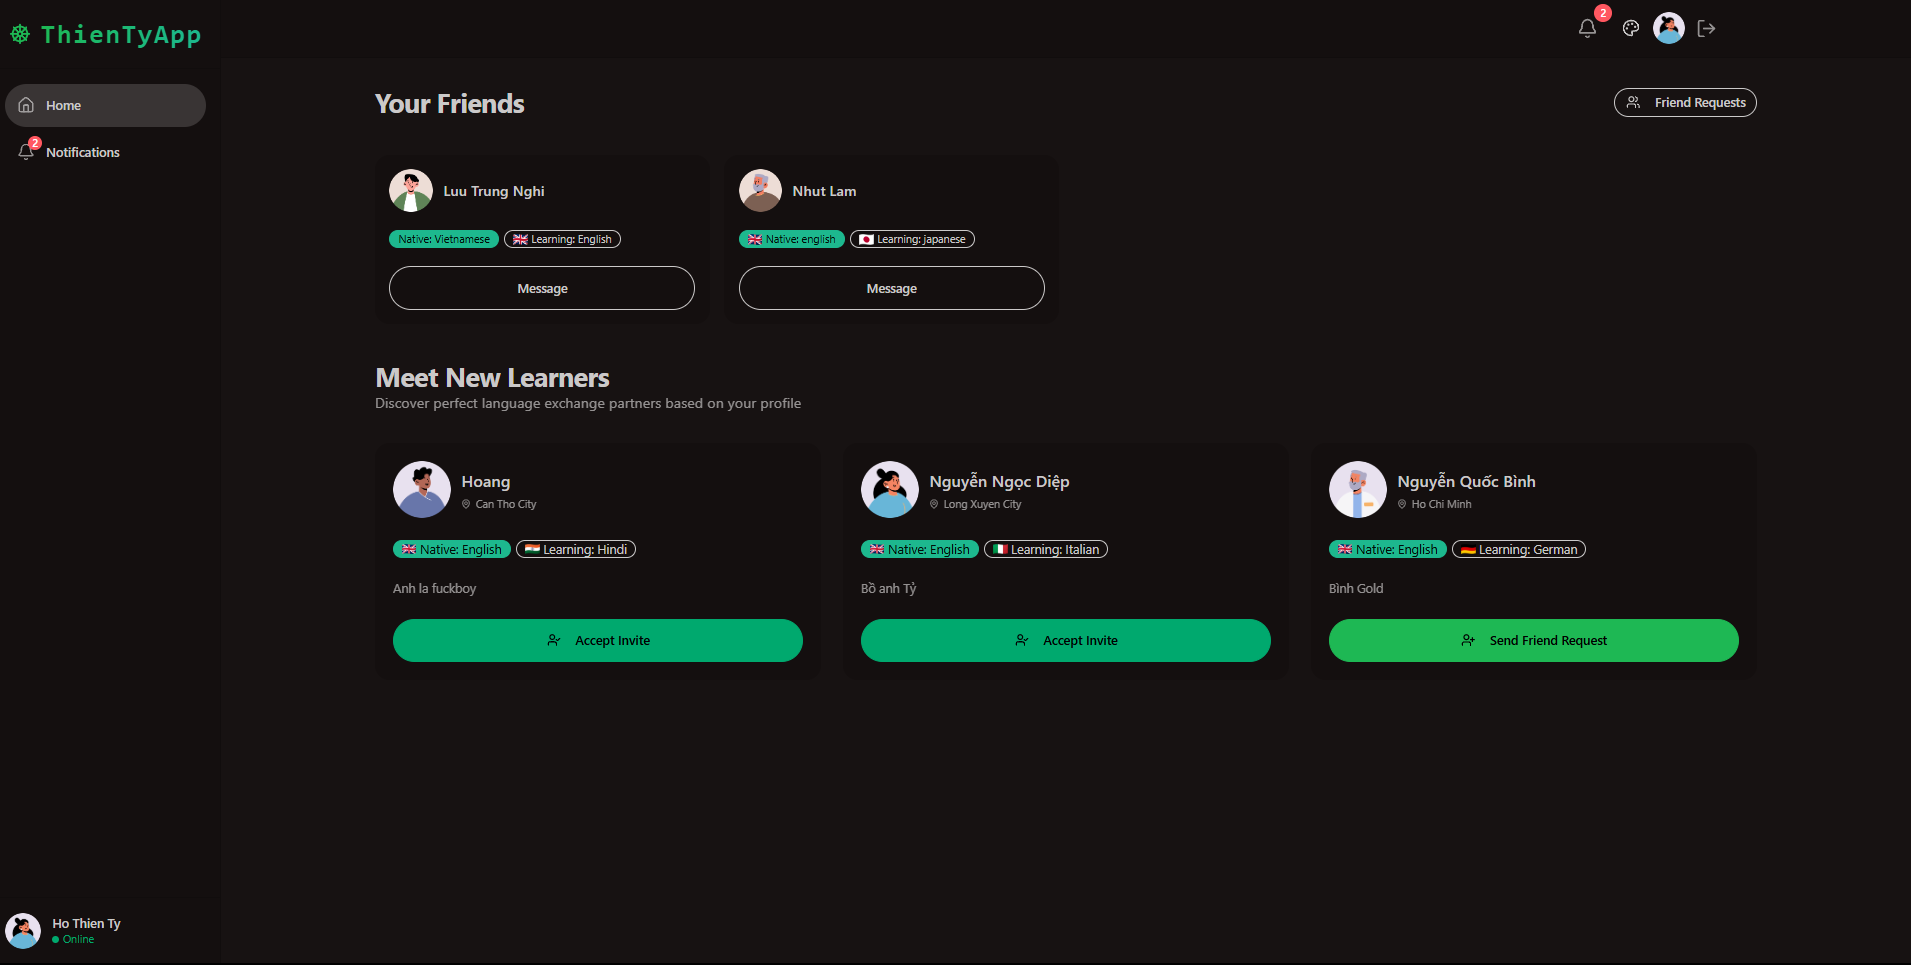 ThienTyApp
2
Home
2
Notifications
Your Friends
Friend Requests
Luu Trung Nghi
Native: Vietnamese
Learning: English
Message
Nhut Lam
Native: english
Learning: japanese
Message
Meet New Learners
Discover perfect language exchange partners based on your profile
Hoang
Can Tho City
Native: English
Learning: Hindi
Anh la fuckboy
Accept Invite
Nguyễn Ngọc Diệp
Long Xuyen City
Native: English
Learning: Italian
Bồ anh Tỷ
Accept Invite
Nguyễn Quốc Bình
Ho Chi Minh
Native: English
Learning: German
Bình Gold
Send Friend Request
Ho Thien Ty
Online